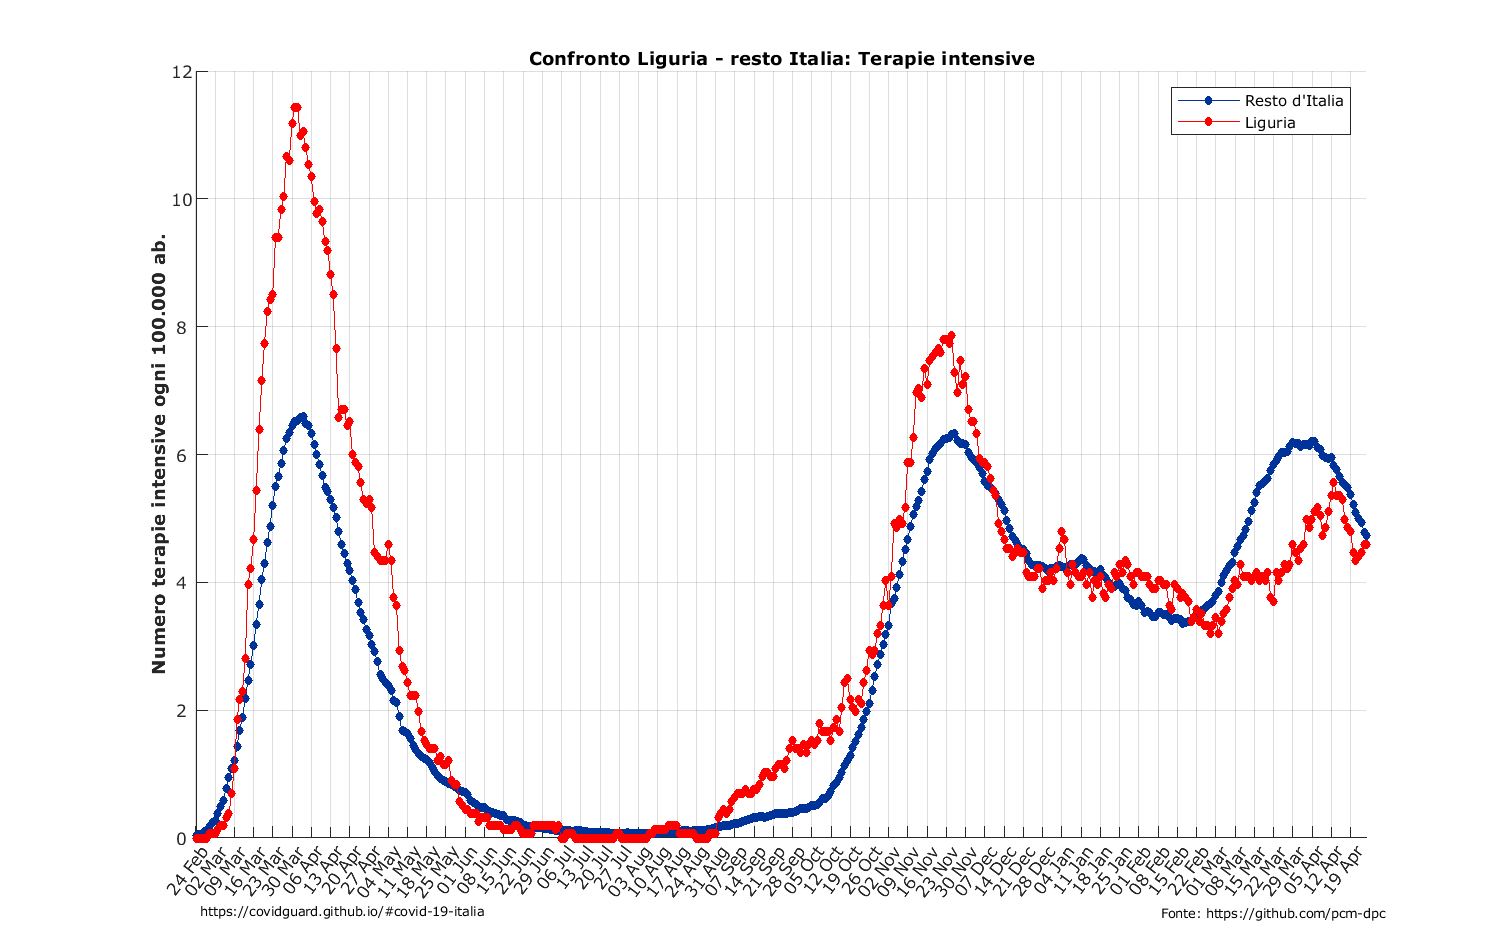 Confronto Liguria - resto Italia: Terapie intensive
Numero terapie intensive ogni 100.000 ab.
12
10
8
6
4
2
0
Resto d'Italia
Liguria
24 Feb
02 Mar
09 Mar
16 Mar
23 Mar
30 Mar
06 Apr
13 Apr
20 Apr
27 Apr
04 May
11 May
18 May
25 May
01 Jun
08 Jun
15 Jun
22 Jun
29 Jun
06 Jul
13 Jul
20 Jul
27 Jul
03 Aug
10 Aug
17 Aug
24 Aug
31 Aug
07 Sep
14 Sep
21 Sep
28 Sep
05 Oct
12 Oct
19 Oct
26 Oct
02 Nov
09 Nov
16 Nov
23 Nov
30 Nov
07 Dec
14 Dec
21 Dec
28 Dec
04 Jan
11 Jan
18 Jan
25 Jan
01 Feb
08 Feb
15 Feb
22 Feb
01 Mar
08 Mar
15 Mar
22 Mar
29 Mar
05 Apr
12 Apr
19 Apr
https://covidguard.github.io/#covid-19-italia
Fonte: https://github.com/pcm-dpc